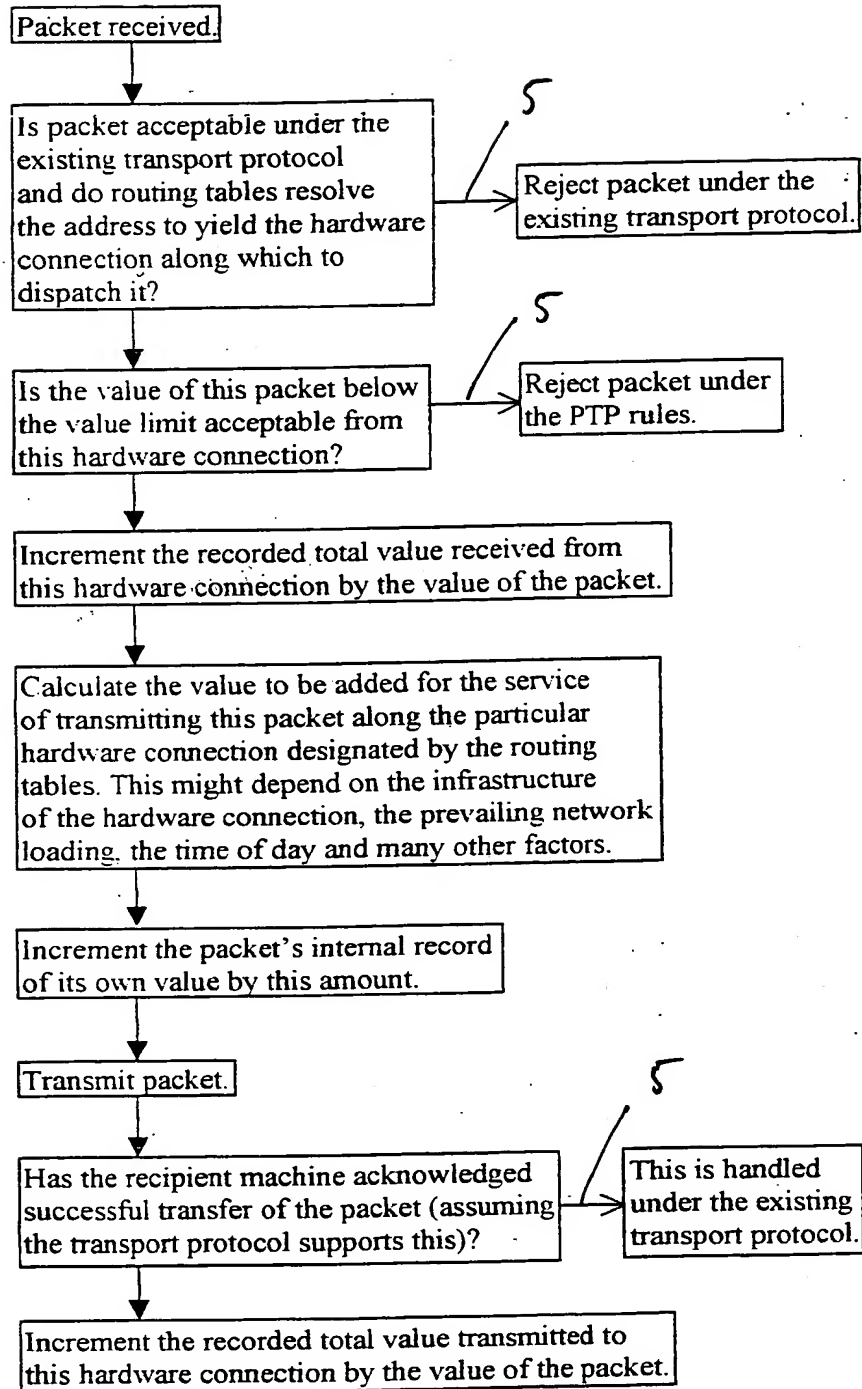 Packet received.
5
Is packet acceptable under the
existing transport protocol
and do routing tables resolve
the address to yield the hardware
connection along which to
dispatch it?
Reject packet under the
existing transport protocol.
5
Is the value of this packet below
the value limit acceptable from
this hardware connection?
Reject packet under
the PTP rules.
Increment the recorded total value received from
this hardware connection by the value of the packet.
Calculate the value to be added for the service
of transmitting this packet along the particular
hardware connection designated by the routing
tables. This might depend on the infrastructure
of the hardware connection, the prevailing network
loading, the time of day and many other factors.
Increment the packet's internal record
of its own value by this amount.
Transmit packet.
5
Has the recipient machine acknowledged
successful transfer of the packet (assuming
the transport protocol supports this)?
This is handled
under the existing
transport protocol.
Increment the recorded total value transmitted to
this hardware connection by the value of the packet.